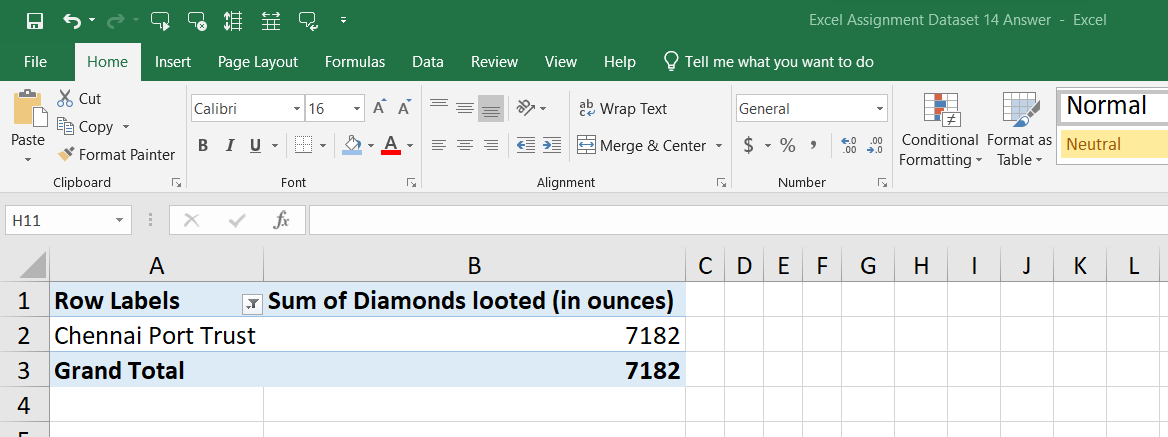 Excel Assignment Dataset 14 Answer - Excel
File Home Insert Page Layout Formulas Data Review View Help Tell me what you want to do
Paste
Cut
Copy
Format Painter
Clipboard
Calibri 16 A A
B I U A
Font
ab Wrap Text
Merge & Center
Alignment
General
$ % , .0 .00 .00 .0
Number
Conditional Formatting
Format as Table
Normal
Neutral
H11 fx
A B C D E F G H I J K L
1 Row Labels Sum of Diamonds looted (in ounces)
2 Chennai Port Trust 7182
3 Grand Total 7182
4